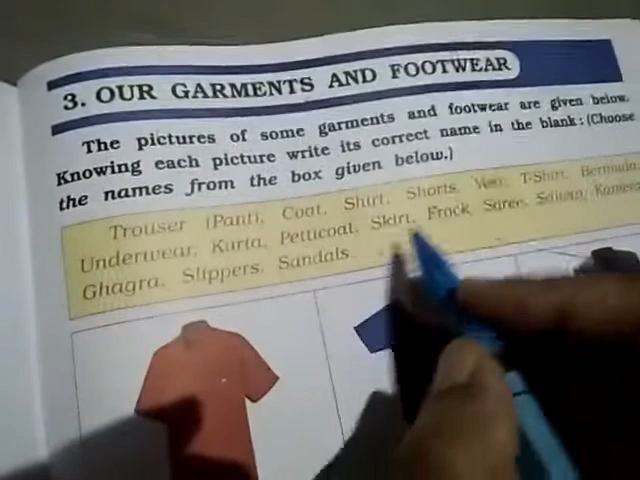 3. OUR GARMENTS AND FOOTWEAR
The pictures of some garments and footwear are given below.
Knowing each picture write its correct name in the blank: (Choose
the names from the box given below.)
Trouser (Pant), Coat, Shirt, Shorts, Vest, T-Shirt, Bermuda,
Underwear, Kurta, Petticoat, Skirt, Frock, Saree, Salwar, Kameez
Ghagra, Slippers, Sandals